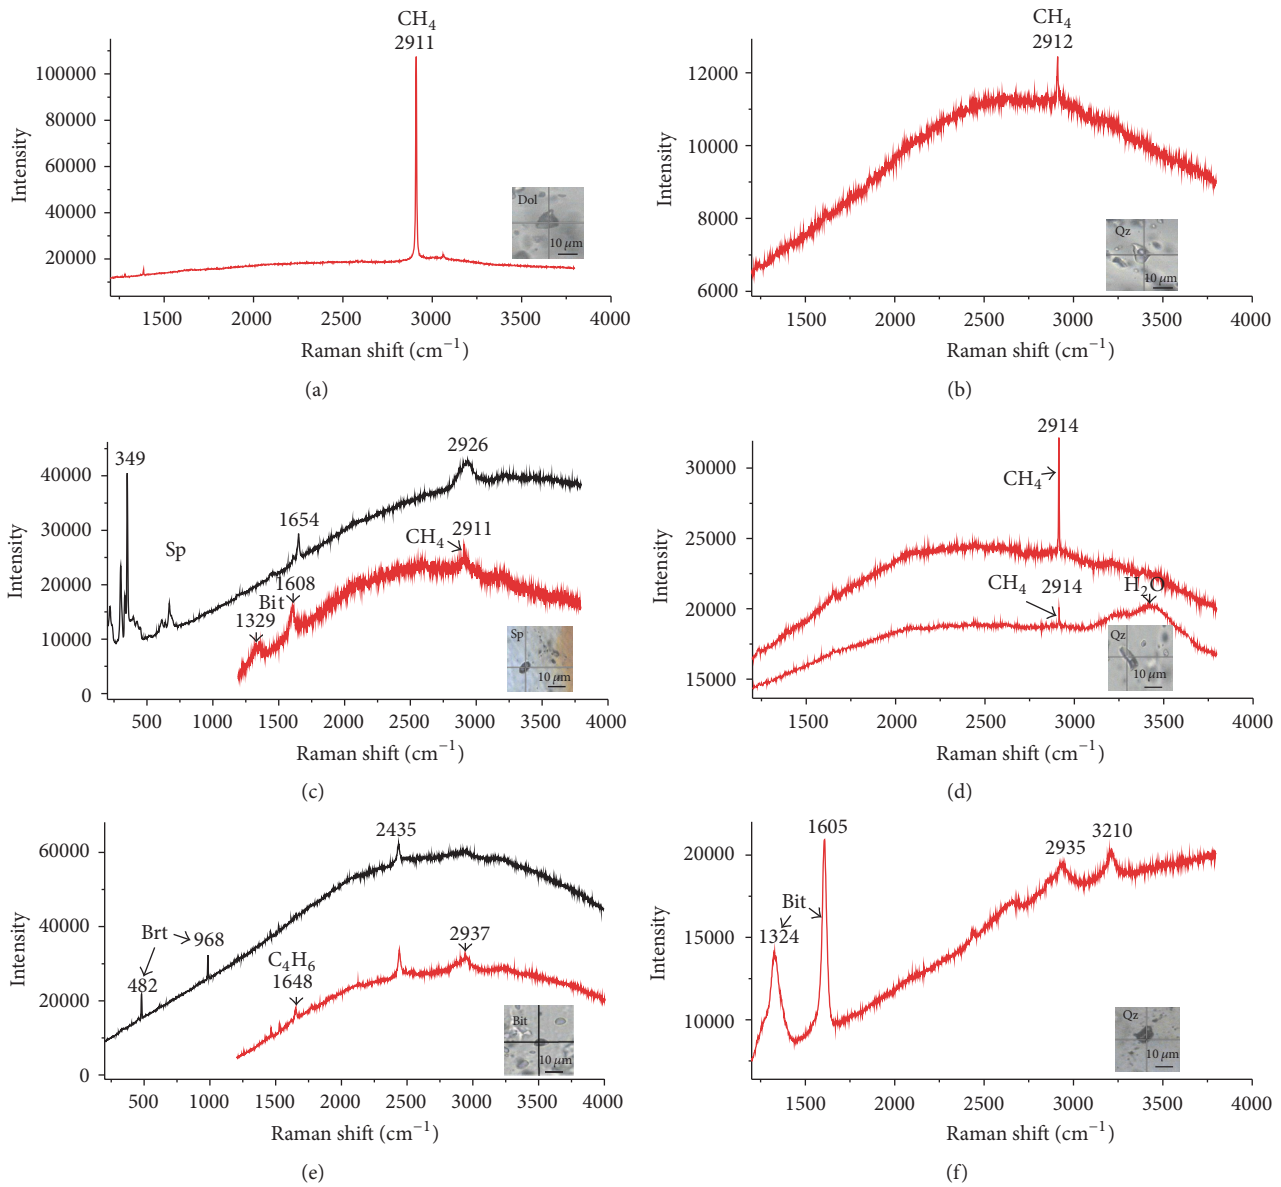 CH4
2911
100000
80000
60000
40000
20000
Intensity
Dol
10 μm
1500 2000 2500 3000 3500 4000
Raman shift (cm−1)
(a)
CH4
2912
12000
10000
8000
6000
Intensity
Qz
10 μm
1500 2000 2500 3000 3500 4000
Raman shift (cm−1)
(b)
349
2926
40000
30000
20000
10000
0
Intensity
Sp
1654
CH4
2911
1608
Bit
1329
Sp
10 μm
500 1000 1500 2000 2500 3000 3500 4000
Raman shift (cm−1)
(c)
2914
30000
25000
20000
15000
Intensity
CH4
CH4
2914
H2O
Qz
10 μm
1500 2000 2500 3000 3500 4000
Raman shift (cm−1)
(d)
2435
60000
40000
20000
0
Intensity
Brt
968
482
C4H6
1648
2937
Bit
10 μm
500 1000 1500 2000 2500 3000 3500 4000
Raman shift (cm−1)
(e)
1605
3210
2935
20000
15000
10000
Intensity
Bit
1324
Qz
10 μm
1500 2000 2500 3000 3500 4000
Raman shift (cm−1)
(f)